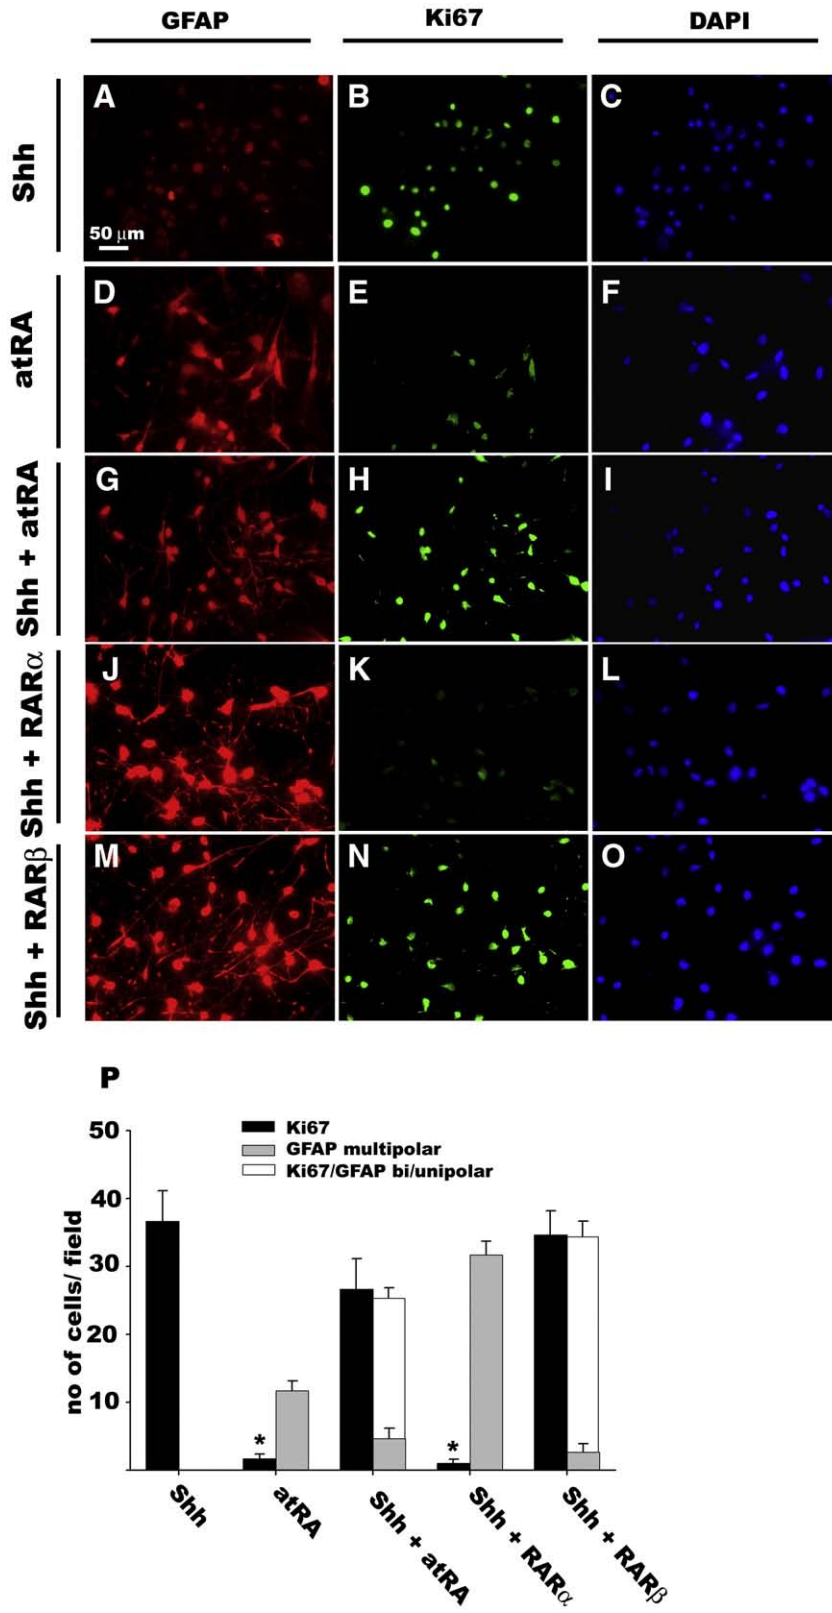 GFAP Ki67 DAPI
Shh
A B C
50 μm
atRA
D E F
Shh + atRA
G H I
Shh + RARα
J K L
Shh + RARβ
M N O
P
Ki67
GFAP multipolar
Ki67/GFAP bi/unipolar
no of cells/ field
50
40
30
20
10
* *
Shh atRA Shh + atRA Shh + RARα Shh + RARβ